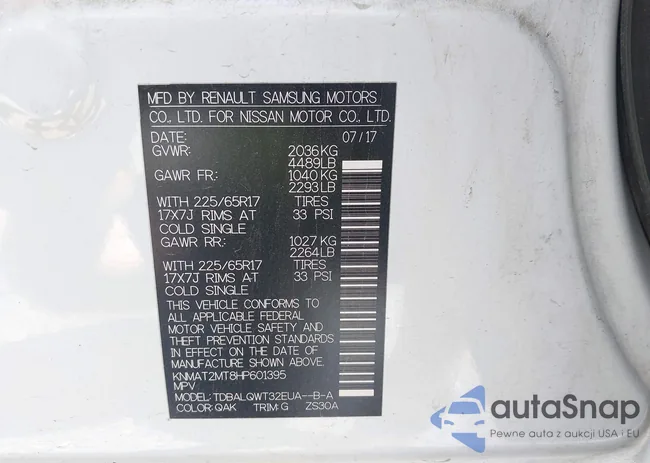 MFD BY RENAULT SAMSUNG MOTORS
CO., LTD. FOR NISSAN MOTOR CO., LTD.
DATE: 07/17
GVWR: 2036KG
4489LB
GAWR FR: 1040KG
2293LB
WITH 225/65R17 TIRES
17X7J RIMS AT 33 PSI
COLD SINGLE
GAWR RR: 1027 KG
2264LB
WITH 225/65R17 TIRES
17X7J RIMS AT 33 PSI
COLD SINGLE
THIS VEHICLE CONFORMS TO
ALL APPLICABLE FEDERAL
MOTOR VEHICLE SAFETY AND
THEFT PREVENTION STANDARDS
IN EFFECT ON THE DATE OF
MANUFACTURE SHOWN ABOVE.
KNMAT2MT8HP601395
MPV
MODEL: TDBALQWT32EUA--B-A
COLOR: QAK TRIM: G ZS30A
autoSnap
Pewne auta z aukcji USA i EU